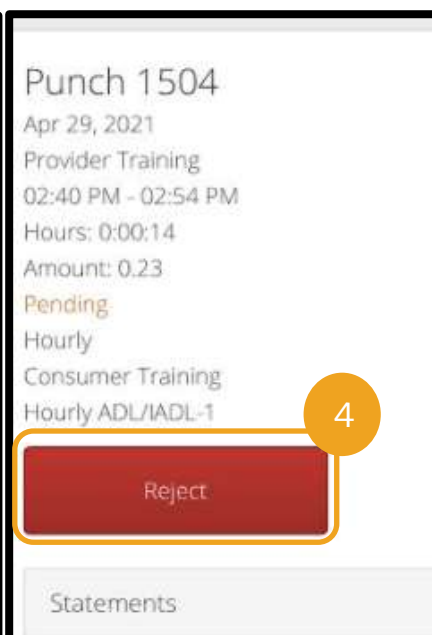 Punch 1504
Apr 29, 2021
Provider Training
02:40 PM - 02:54 PM
Hours: 0:00:14
Amount: 0.23
Pending
Hourly
Consumer Training
Hourly ADL/IADL-1
4
Reject
Statements